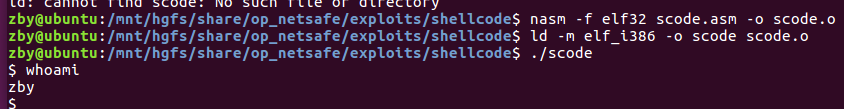 ld: cannot find scode: No such file or directory
zby@ubuntu:/mnt/hgfs/share/op_netsafe/exploits/shellcode$ nasm -f elf32 scode.asm -o scode.o
zby@ubuntu:/mnt/hgfs/share/op_netsafe/exploits/shellcode$ ld -m elf_i386 -o scode scode.o
zby@ubuntu:/mnt/hgfs/share/op_netsafe/exploits/shellcode$ ./scode
$ whoami
zby
$